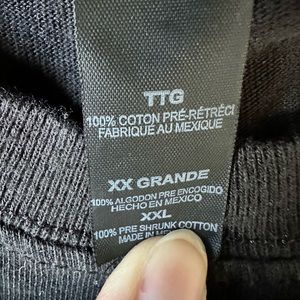 TTG
100% COTON PRÉ-RÉTRÉCI
FABRIQUE AU MEXIQUE
XX GRANDE
100% ALGODON PRE ENCOGIDO
HECHO EN MEXICO
XXL
100% PRE SHRUNK COTTON
MADE IN